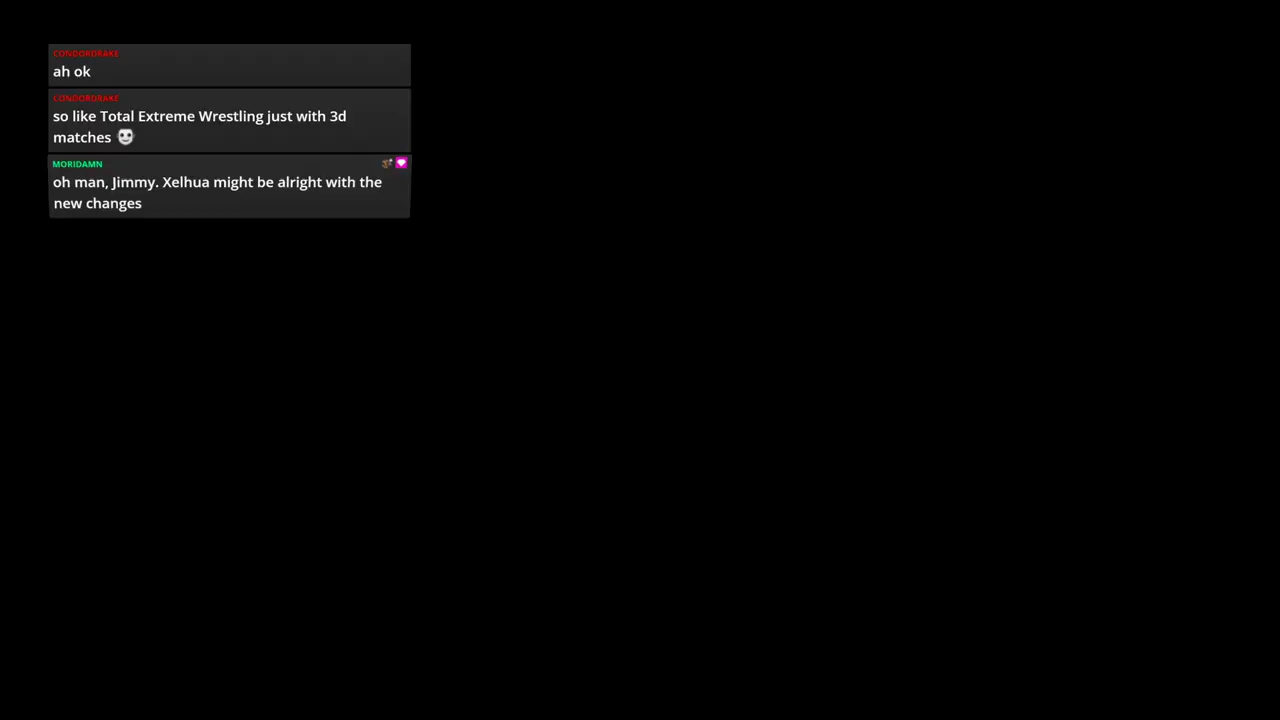 CONDORDRAKE
ah ok
CONDORDRAKE
so like Total Extreme Wrestling just with 3d
matches
MORIDAMN
oh man, Jimmy. Xelhua might be alright with the
new changes